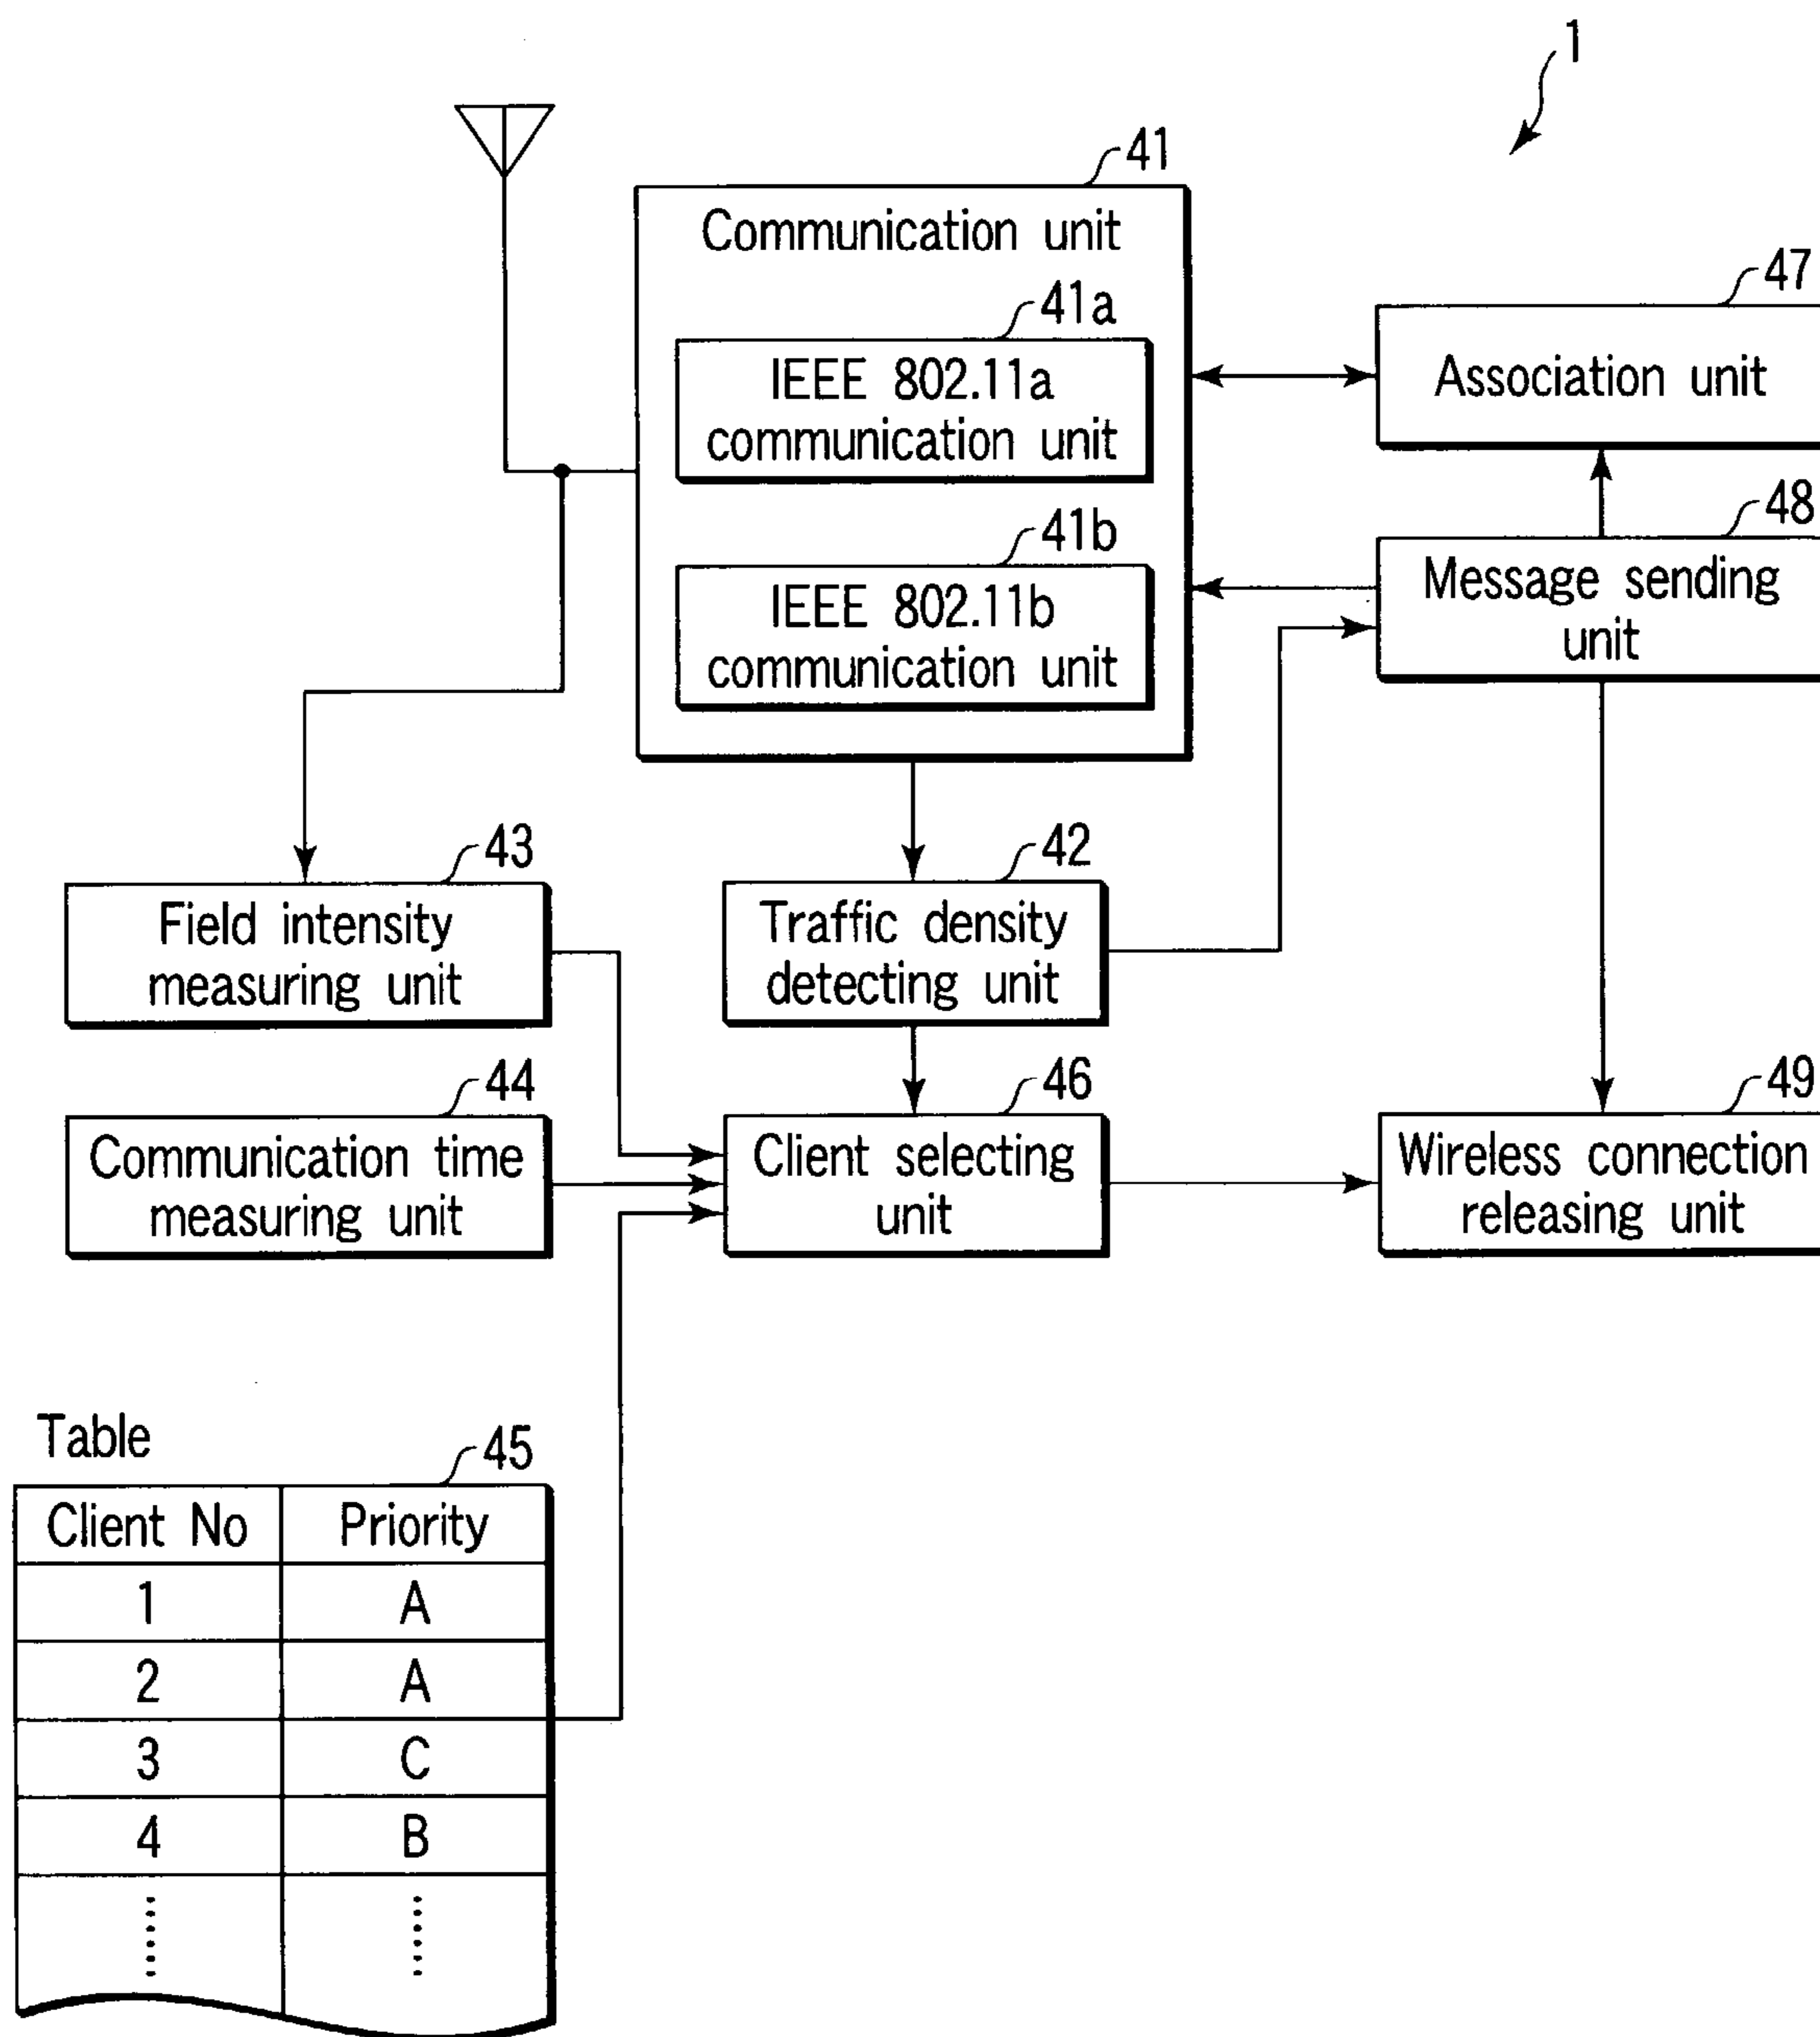 1
41
Communication unit
41a
IEEE 802.11a
communication unit
41b
IEEE 802.11b
communication unit
47
Association unit
48
Message sending
unit
43
Field intensity
measuring unit
42
Traffic density
detecting unit
44
Communication time
measuring unit
46
Client selecting
unit
49
Wireless connection
releasing unit
Table
45
Client No Priority
1 A
2 A
3 C
4 B